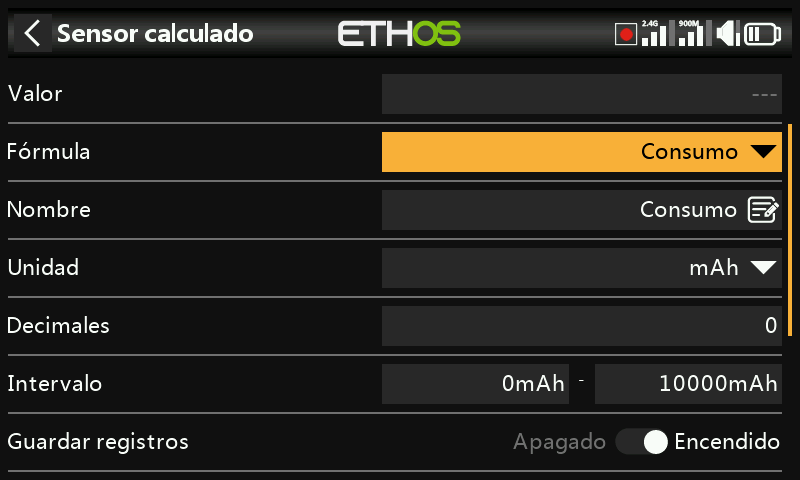 Sensor calculado ETHOS 2.4G 900M
Valor ---
Fórmula Consumo
Nombre Consumo
Unidad mAh
Decimales 0
Intervalo 0mAh - 10000mAh
Guardar registros Apagado Encendido